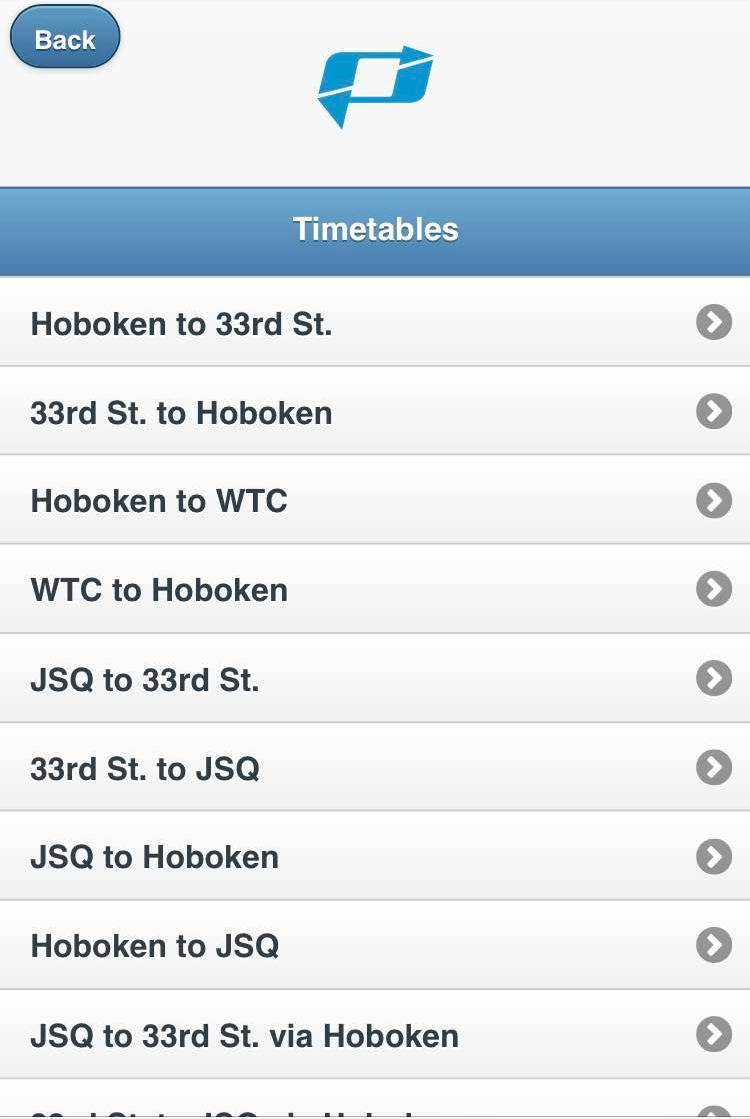 Back
Timetables
Hoboken to 33rd St.
33rd St. to Hoboken
Hoboken to WTC
WTC to Hoboken
JSQ to 33rd St.
33rd St. to JSQ
JSQ to Hoboken
Hoboken to JSQ
JSQ to 33rd St. via Hoboken